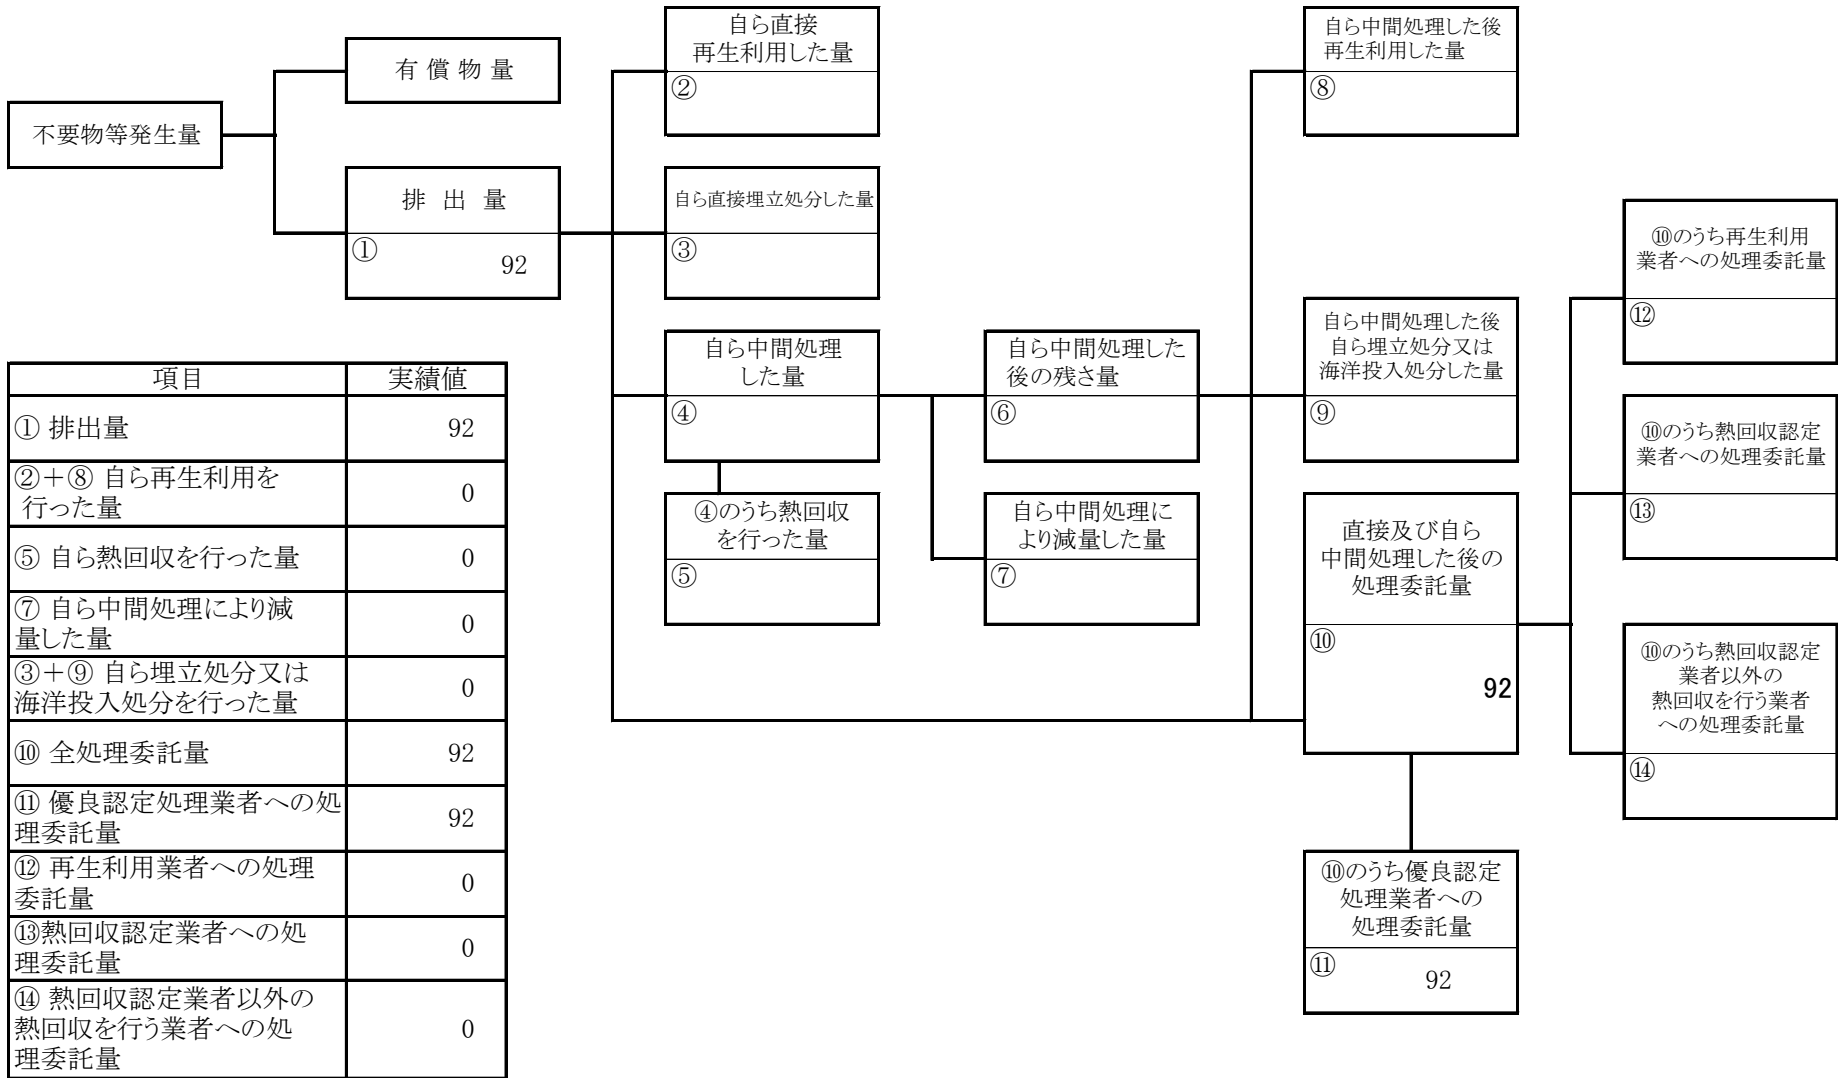 不要物等発生量
有 償 物 量
排 出 量
①
92
自ら直接
再生利用した量
②
自ら直接埋立処分した量
③
自ら中間処理
した量
④
④のうち熱回収
を行った量
⑤
自ら中間処理した
後の残さ量
⑥
自ら中間処理に
より減量した量
⑦
自ら中間処理した後
再生利用した量
⑧
自ら中間処理した後
自ら埋立処分又は
海洋投入処分した量
⑨
直接及び自ら
中間処理した後の
処理委託量
⑩
92
⑩のうち優良認定
処理業者への
処理委託量
⑪
92
⑩のうち再生利用
業者への処理委託量
⑫
⑩のうち熱回収認定
業者への処理委託量
⑬
⑩のうち熱回収認定
業者以外の
熱回収を行う業者
への処理委託量
⑭
項目 実績値
① 排出量 92
②+⑧ 自ら再生利用を
行った量 0
⑤ 自ら熱回収を行った量 0
⑦ 自ら中間処理により減
量した量 0
③+⑨ 自ら埋立処分又は
海洋投入処分を行った量 0
⑩ 全処理委託量 92
⑪ 優良認定処理業者への処
理委託量 92
⑫ 再生利用業者への処理
委託量 0
⑬熱回収認定業者への処
理委託量 0
⑭ 熱回収認定業者以外の
熱回収を行う業者への処
理委託量 0